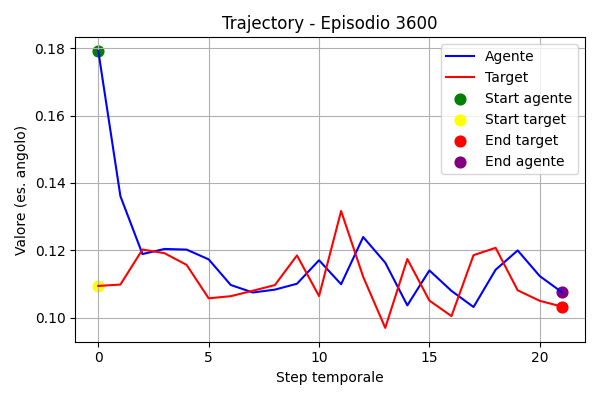 Trajectory - Episodio 3600
Valore (es. angolo)
0.18
0.16
0.14
0.12
0.10
Agente
Target
Start agente
Start target
End target
End agente
0
5
10
15
20
Step temporale